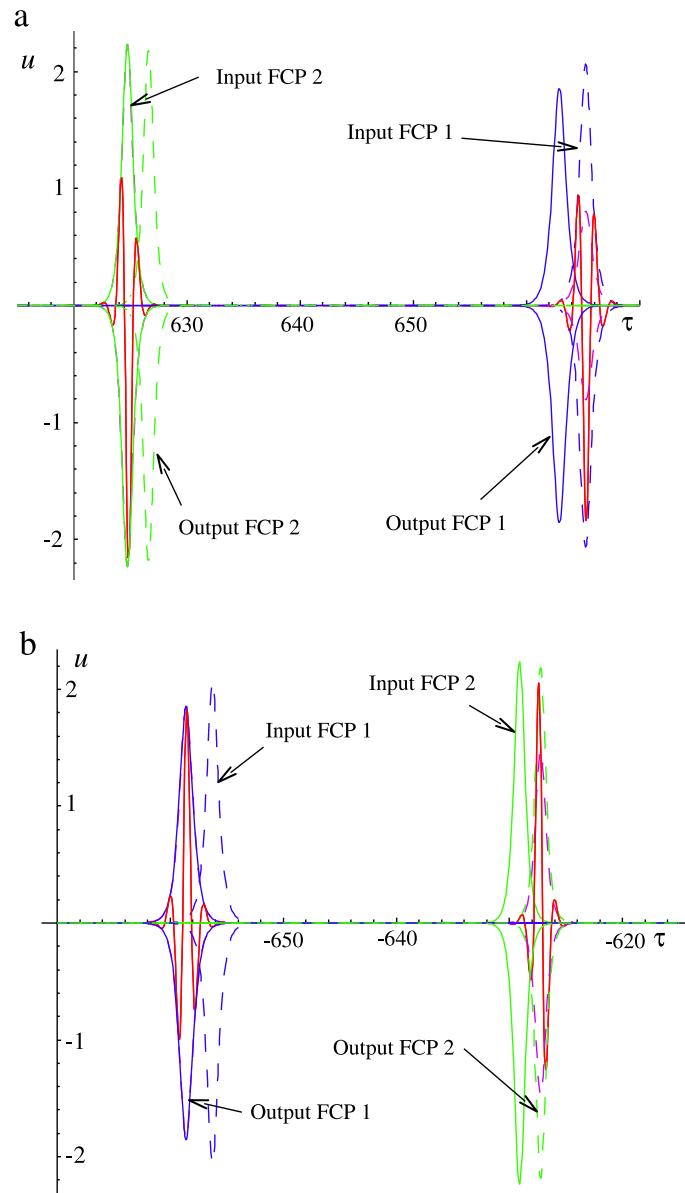 a
u
2
Input FCP 2
Input FCP 1
1
630
640
650
τ
-1
Output FCP 2
Output FCP 1
-2
b
u
2
Input FCP 2
Input FCP 1
1
-650
-640
-620
τ
-1
Output FCP 2
Output FCP 1
-2